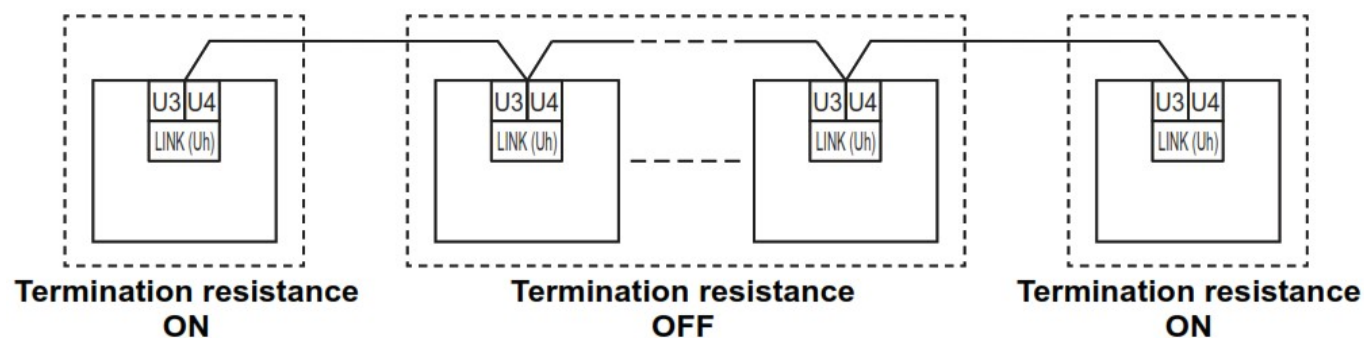 U3 U4
LINK (Uh)
U3 U4
LINK (Uh)
U3 U4
LINK (Uh)
U3 U4
LINK (Uh)
Termination resistance
ON
Termination resistance
OFF
Termination resistance
ON